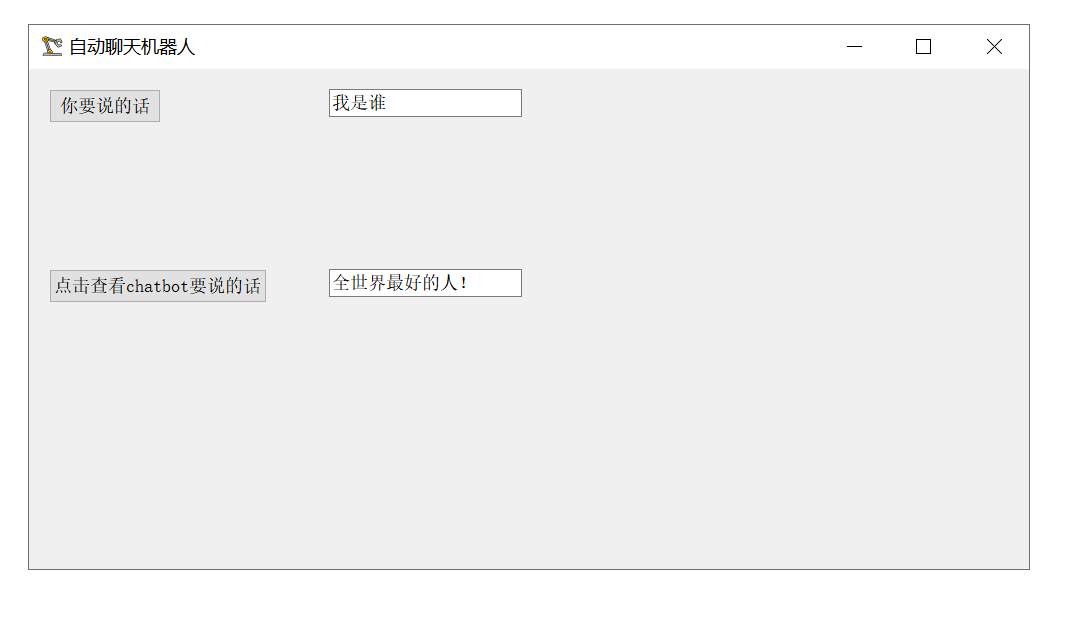 自动聊天机器人
你要说的话
我是谁
点击查看chatbot要说的话
全世界最好的人!